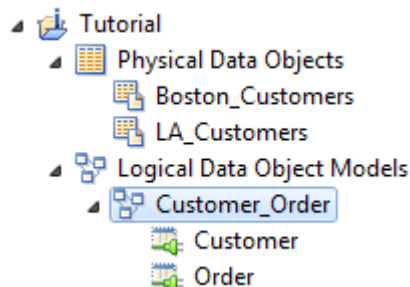 Tutorial
Physical Data Objects
Boston_Customers
LA_Customers
Logical Data Object Models
Customer_Order
Customer
Order